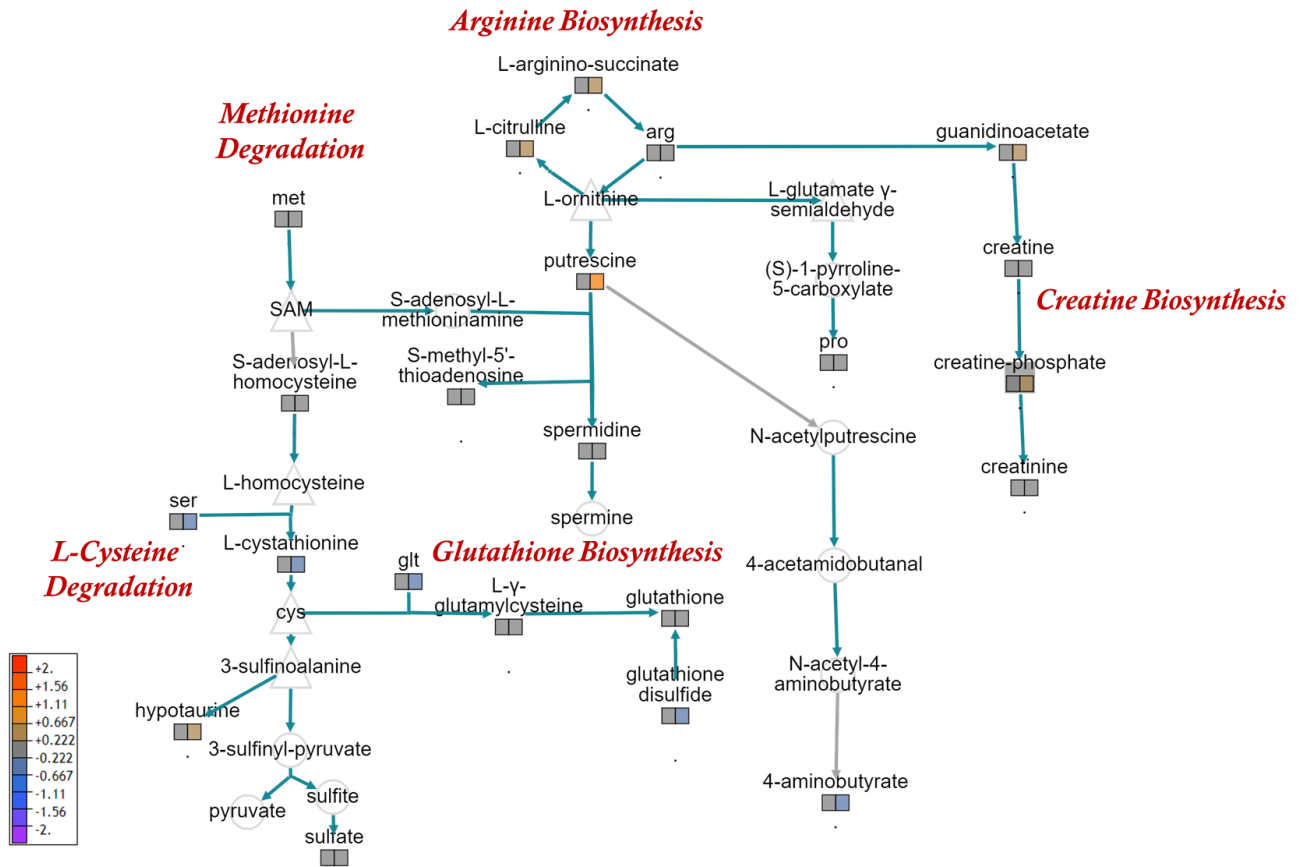 Arginine Biosynthesis
L-arginino-succinate
Methionine
Degradation
L-citrulline
arg
guanidinoacetate
met
L-ornithine
L-glutamate γ-
semialdehyde
creatine
putrescine
(S)-1-pyrroline-
5-carboxylate
Creatine Biosynthesis
SAM
S-adenosyl-L-
methioninamine
pro
S-adenosyl-L-
homocysteine
S-methyl-5'-
thioadenosine
creatine-phosphate
spermidine
N-acetylputrescine
creatinine
L-homocysteine
ser
spermine
L-Cysteine
Degradation
L-cystathionine
Glutathione Biosynthesis
glt
4-acetamidobutanal
L-γ-
glutamylcysteine
glutathione
cys
3-sulfinoalanine
glutathione
disulfide
N-acetyl-4-
aminobutyrate
hypotaurine
3-sulfinyl-pyruvate
4-aminobutyrate
pyruvate
sulfite
sulfate
+2.
+1.56
+1.11
+0.667
+0.222
-0.222
-0.667
-1.11
-1.56
-2.